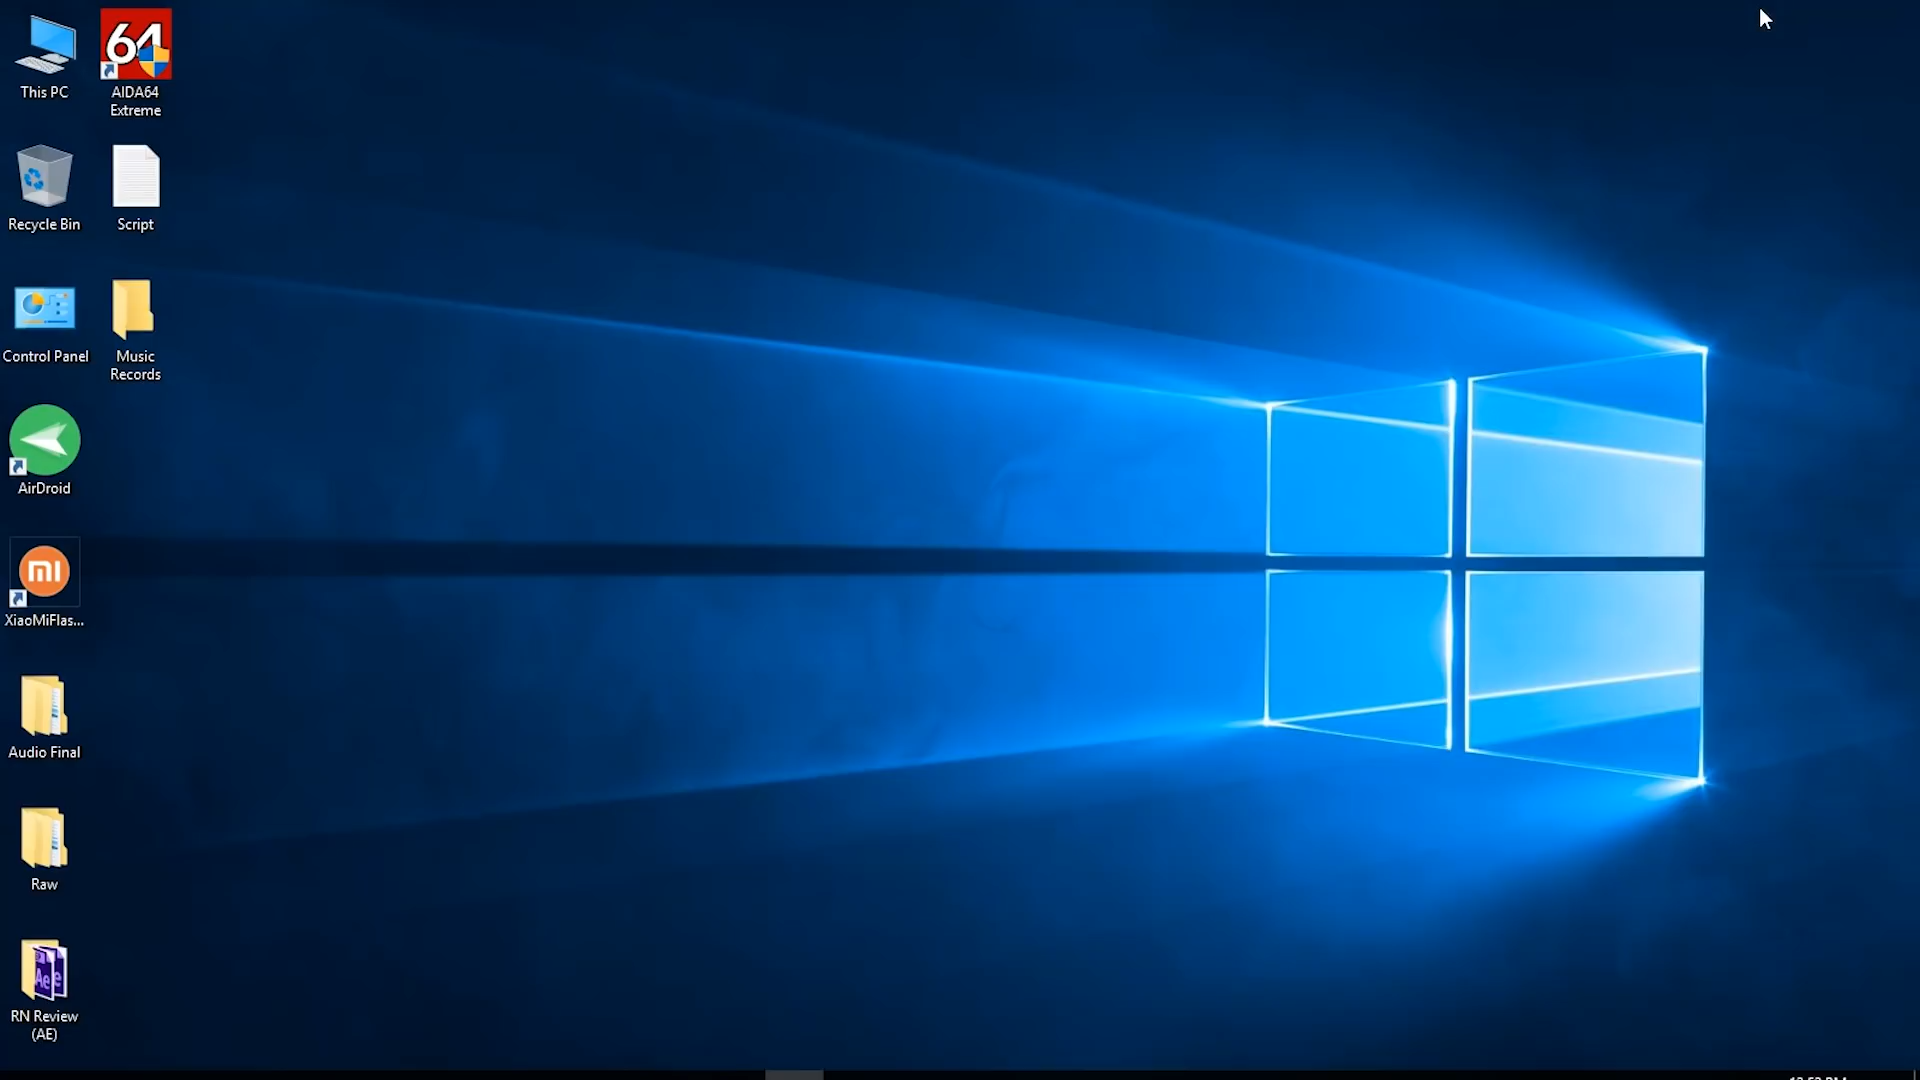 This PC
64
AIDA64
Extreme
Recycle Bin
Script
Control Panel
Music
Records
AirDroid
mi
XiaoMiFlas...
Audio Final
Raw
Ae
RN Review
(AE)